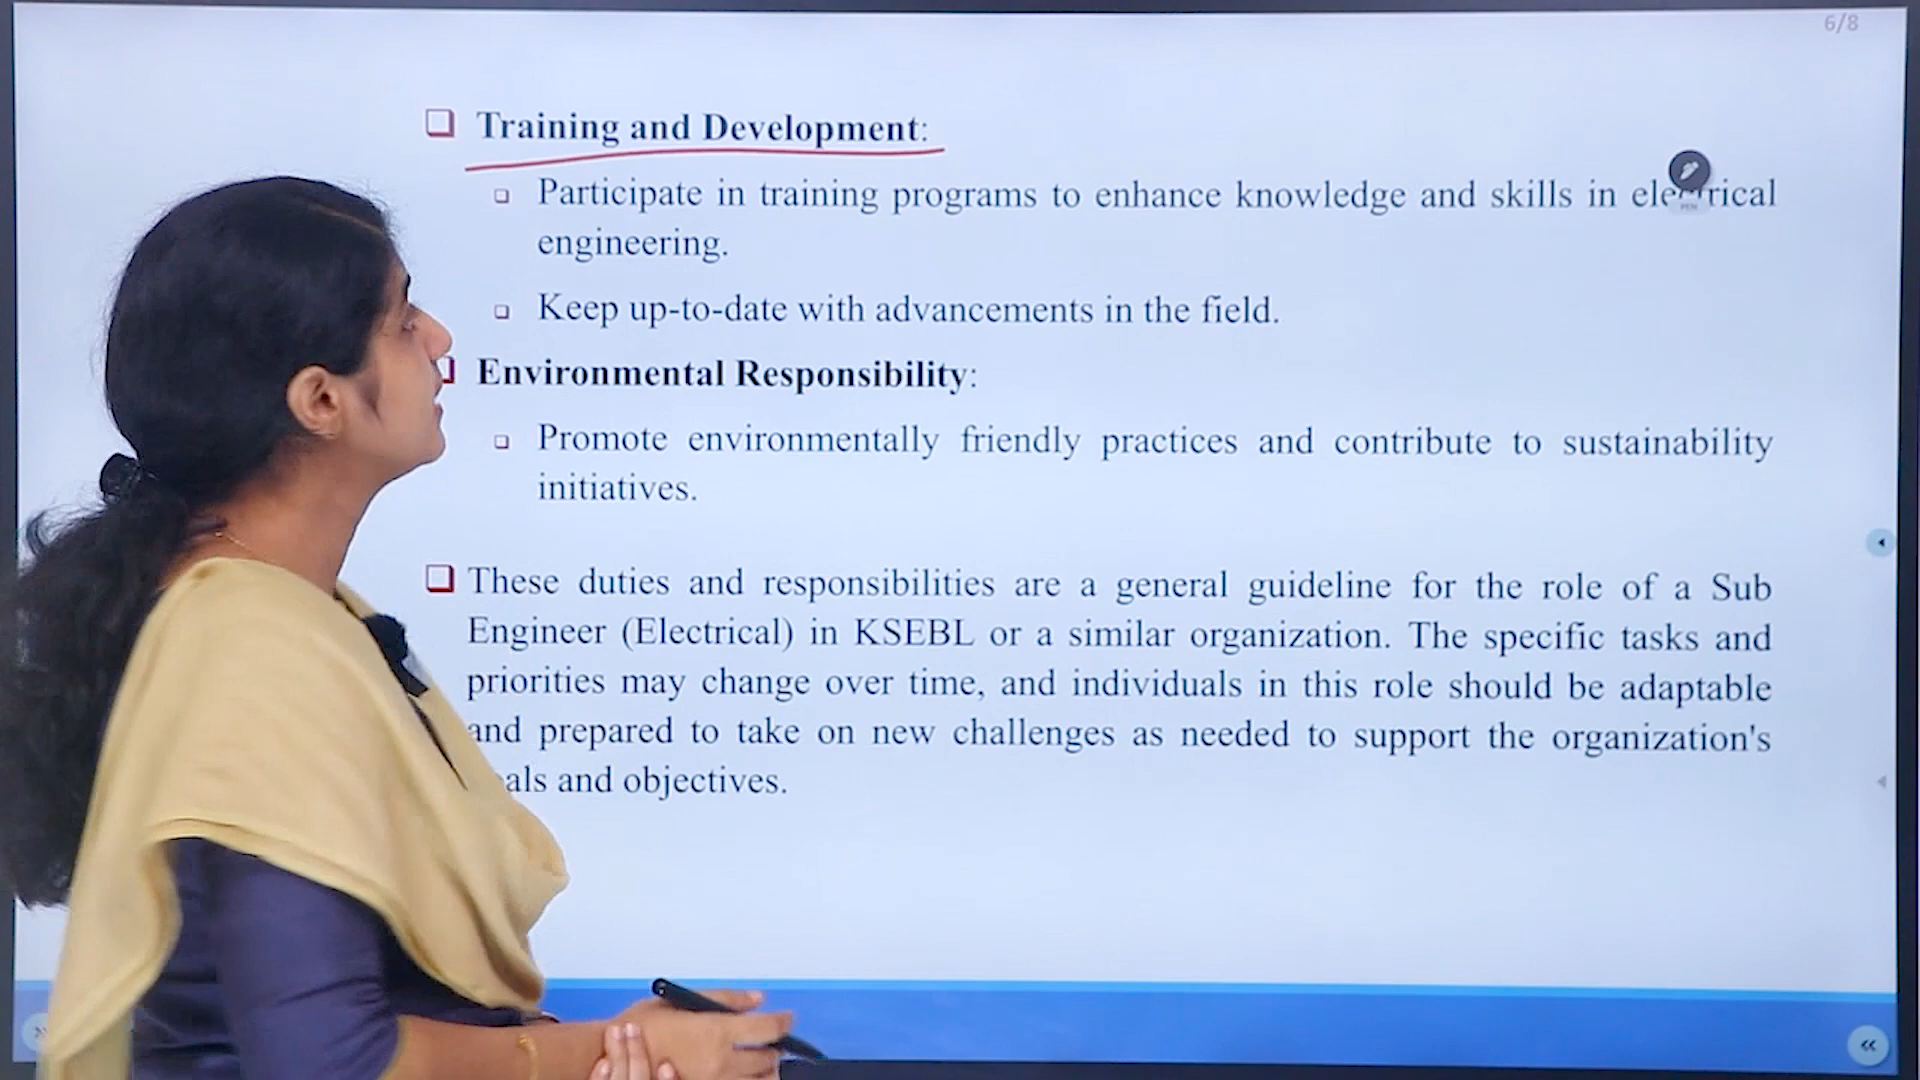 6/8
Training and Development:
Participate in training programs to enhance knowledge and skills in electrical
engineering.
Keep up-to-date with advancements in the field.
Environmental Responsibility:
Promote environmentally friendly practices and contribute to sustainability
initiatives.
These duties and responsibilities are a general guideline for the role of a Sub
Engineer (Electrical) in KSEBL or a similar organization. The specific tasks and
priorities may change over time, and individuals in this role should be adaptable
and prepared to take on new challenges as needed to support the organization's
and objectives.
PEN